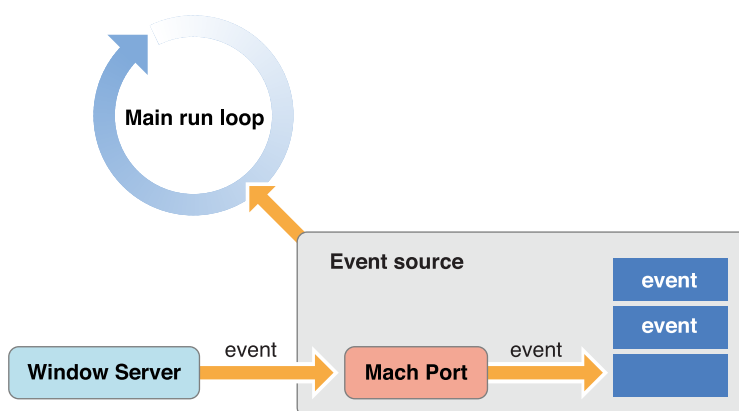 Main run loop
Event source
event
event
event
event
Window Server
Mach Port